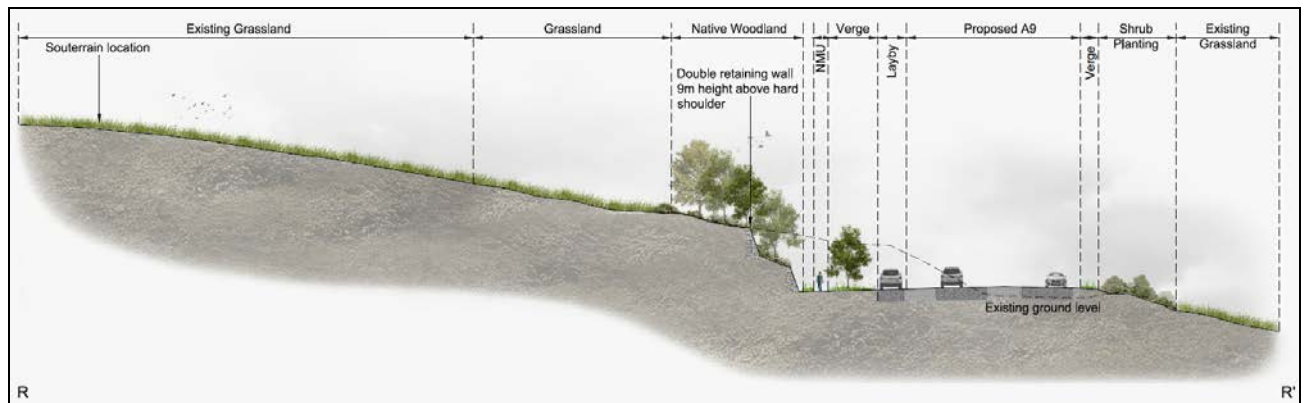 Existing Grassland
Grassland
Native Woodland
NMU
Verge
Layby
Proposed A9
Verge
Shrub
Planting
Existing
Grassland
Souterrain location
Double retaining wall
9m height above hard
shoulder
Existing ground level
R
R'